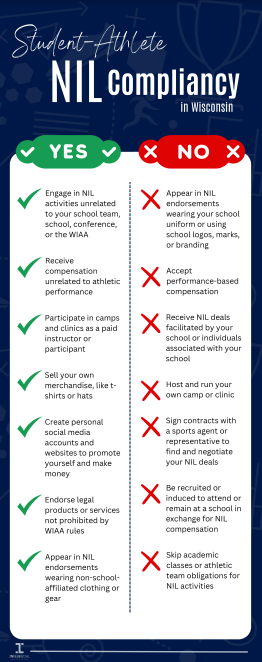 Student-Athlete
NIL Compliancy
in Wisconsin
YES
Engage in NIL
activities unrelated
to your school team,
school, conference,
or the WIAA
Receive
compensation
unrelated to athletic
performance
Participate in camps
and clinics as a paid
instructor or
participant
Sell your own
merchandise, like t-
shirts or hats
Create personal
social media
accounts and
websites to promote
yourself and make
money
Endorse legal
products or services
not prohibited by
WIAA rules
Appear in NIL
endorsements
wearing non-school-
affiliated clothing or
gear
NO
Appear in NIL
endorsements
wearing your school
uniform or using
school logos, marks,
or branding
Accept
performance-based
compensation
Receive NIL deals
facilitated by your
school or individuals
associated with your
school
Host and run your
own camp or clinic
Sign contracts with
a sports agent or
representative to
find and negotiate
your NIL deals
Be recruited or
induced to attend or
remain at a school in
exchange for NIL
compensation
Skip academic
classes or athletic
team obligations for
NIL activities